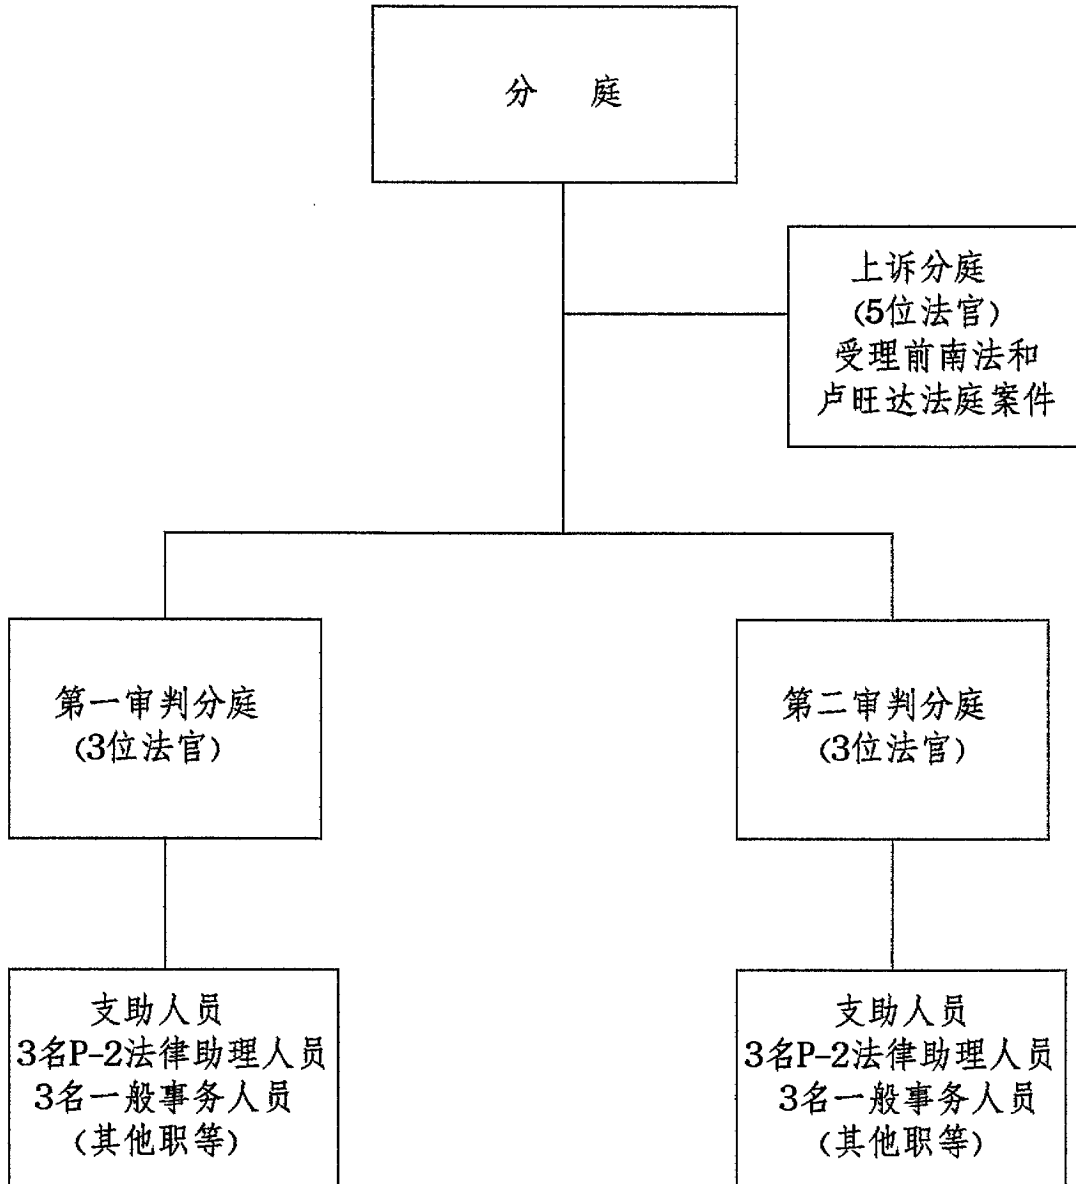 分 庭
上诉分庭
(5位法官)
受理前南法和
卢旺达法庭案件
第一审判分庭
(3位法官)
第二审判分庭
(3位法官)
支助人员
3名P-2法律助理人员
3名一般事务人员
(其他职等)
支助人员
3名P-2法律助理人员
3名一般事务人员
(其他职等)